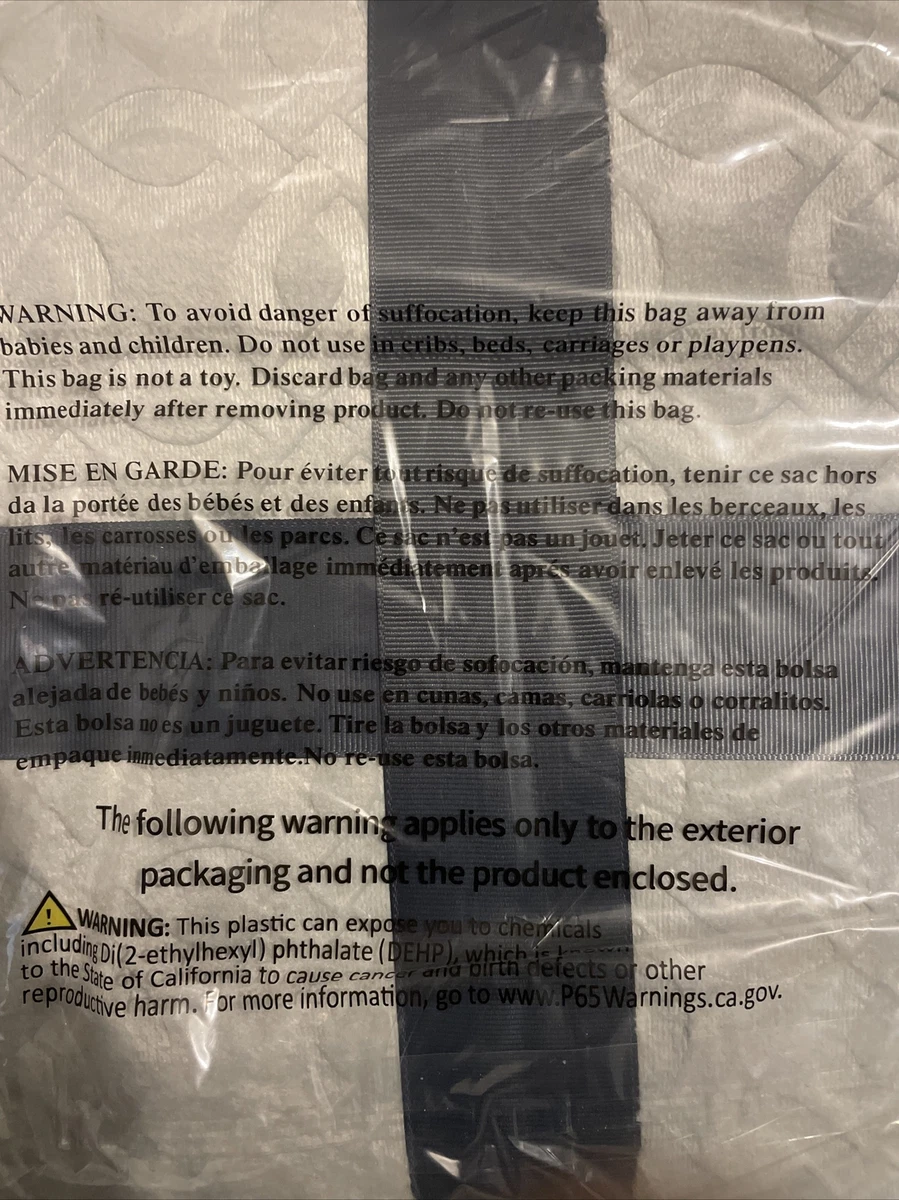 WARNING: To avoid danger of suffocation, keep this bag away from
babies and children. Do not use in cribs, beds, carriages or playpens.
This bag is not a toy. Discard bag and any other packing materials
immediately after removing product. Do not re-use this bag.
MISE EN GARDE: Pour éviter tout risque de suffocation, tenir ce sac hors
da la portée des bébés et des enfants. Ne pas utiliser dans les berceaux, les
lits, les carrosses ou les parcs. Ce sac n'est pas un jouet. Jeter ce sac ou tout
autre matériau d'emballage immédiatement aprés avoir enlevé les produits.
Ne pas ré-utiliser ce sac.
ADVERTENCIA: Para evitar riesgo de sofocación, mantenga esta bolsa
alejada de bebés y niños. No use en cunas, camas, carriolas o corralitos.
Esta bolsa no es un juguete. Tire la bolsa y los otros materiales de
empaque inmediatamente.No re-use esta bolsa.
The following warning applies only to the exterior
packaging and not the product enclosed.
WARNING: This plastic can expose you to chemicals
including Di(2-ethylhexyl) phthalate (DEHP), which is known
to the State of California to cause cancer and birth defects or other
reproductive harm. For more information, go to www.P65Warnings.ca.gov.